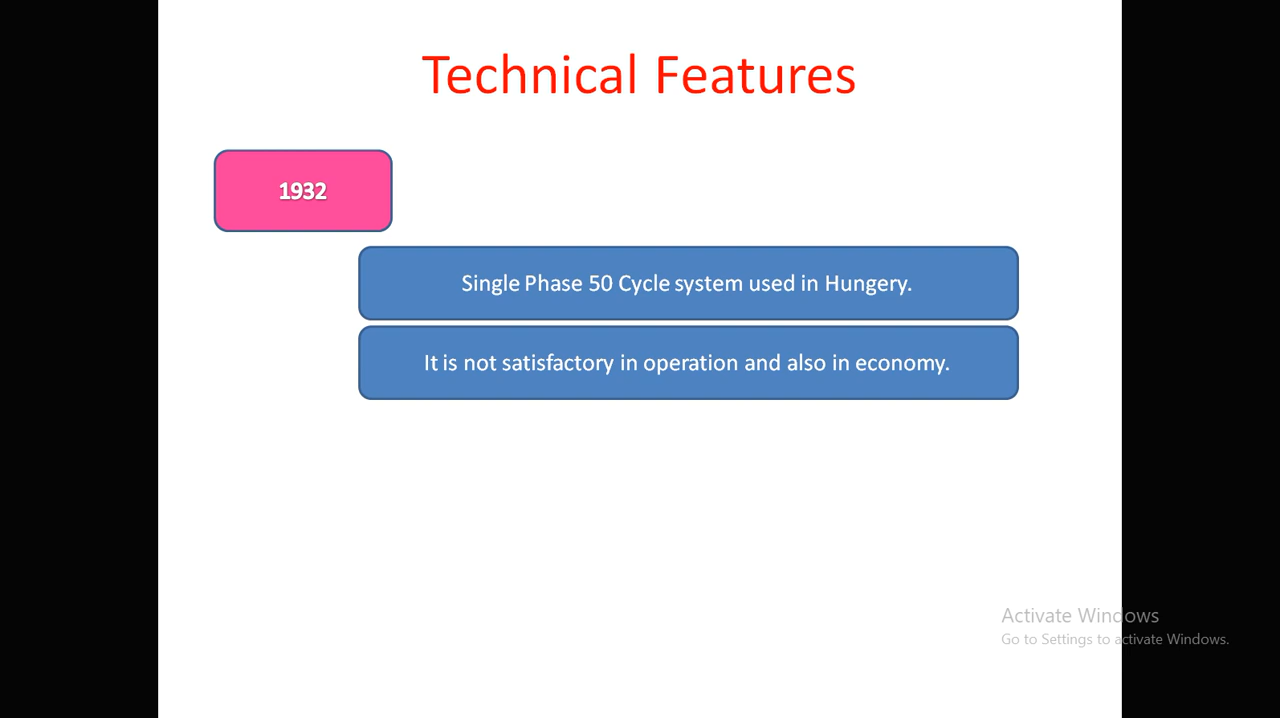 Technical Features
1932
Single Phase 50 Cycle system used in Hungery.
It is not satisfactory in operation and also in economy.
Activate Windows
Go to Settings to activate Windows.